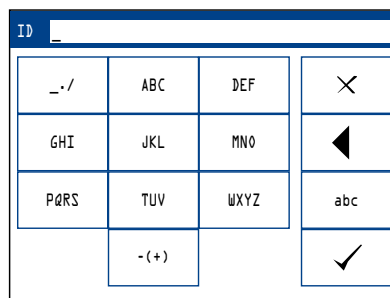 ID _
_./ ABC DEF
GHI JKL MNO
PQRS TUV WXYZ abc
-(+)